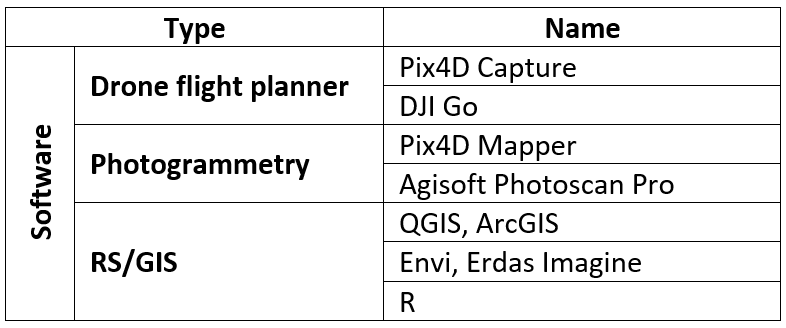 Type Name
Software
Drone flight planner
Pix4D Capture
DJI Go
Photogrammetry
Pix4D Mapper
Agisoft Photoscan Pro
RS/GIS
QGIS, ArcGIS
Envi, Erdas Imagine
R